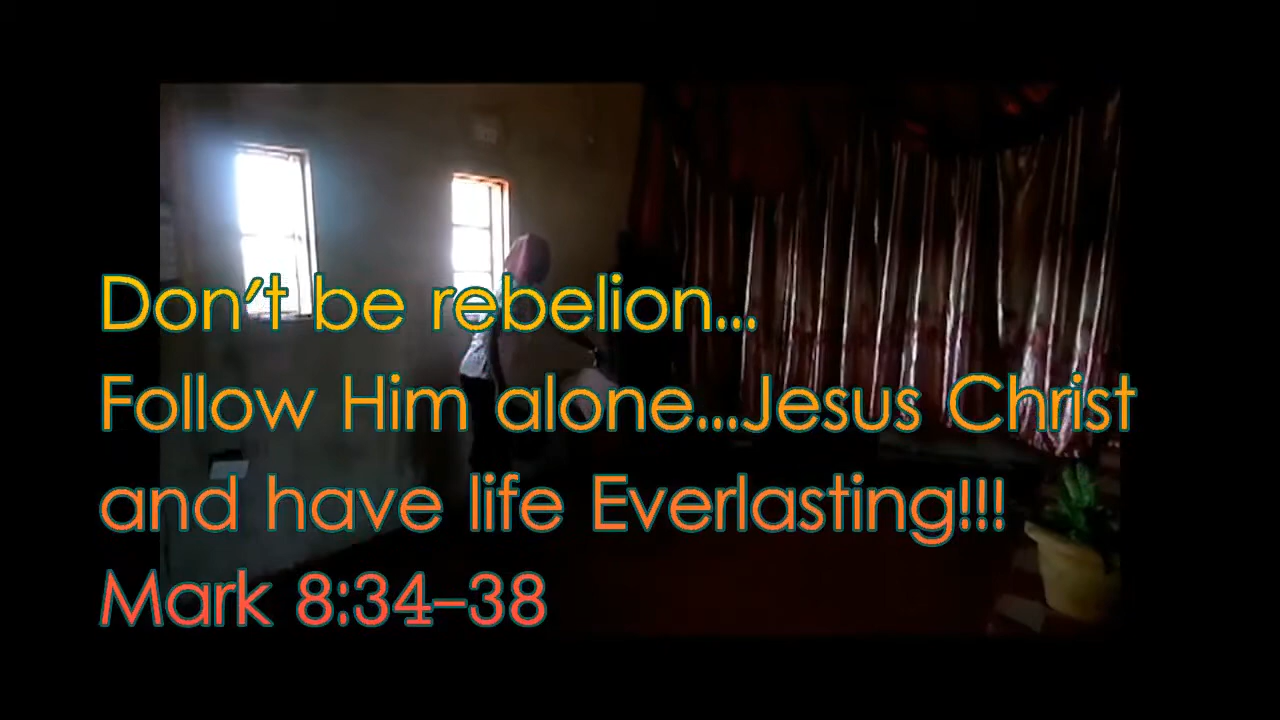 Don't be rebelion...
Follow Him alone...Jesus Christ
and have life Everlasting!!!
Mark 8:34–38